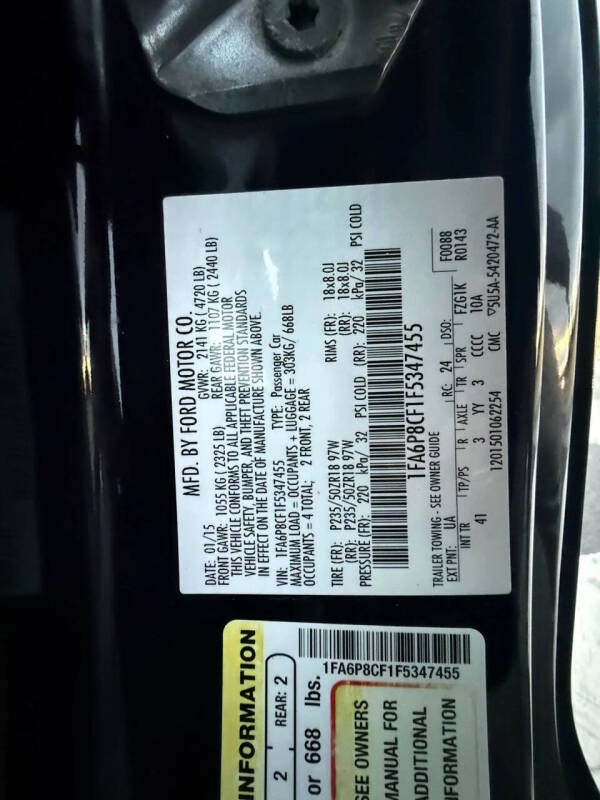 MFD. BY FORD MOTOR CO.
DATE: 01/15 GVWR: 2141 KG ( 4720 LB)
FRONT GAWR: 1055 KG ( 2325 LB) REAR GAWR: 1107 KG ( 2440 LB)
THIS VEHICLE CONFORMS TO ALL APPLICABLE FEDERAL MOTOR
VEHICLE SAFETY, BUMPER, AND THEFT PREVENTION STANDARDS
IN EFFECT ON THE DATE OF MANUFACTURE SHOWN ABOVE.
VIN: 1FA6P8CF1F5347455 TYPE: Passenger Car
MAXIMUM LOAD = OCCUPANTS + LUGGAGE = 303KG/ 668LB
OCCUPANTS = 4 TOTAL; 2 FRONT, 2 REAR
TIRE (FR): P235/50ZR18 97W RIMS (FR): 18x8.0J
(RR): P235/50ZR18 97W (RR): 18x8.0J
PRESSURE (FR): 220 kPa/ 32 PSI COLD (RR): 220 kPa/ 32 PSI COLD
1FA6P8CF1F5347455
TRAILER TOWING - SEE OWNER GUIDE F0088
EXT PNT: UA RC: 24 DSO: R0143
INT TR TP/PS R AXLE TR SPR FZG1K
41 3 YY 3 CCCC 10A
1201501062254 CMC 5U5A-5420472-AA
INFORMATION
2 REAR: 2
or 668 lbs.
1FA6P8CF1F5347455
SEE OWNERS
MANUAL FOR
ADDITIONAL
INFORMATION